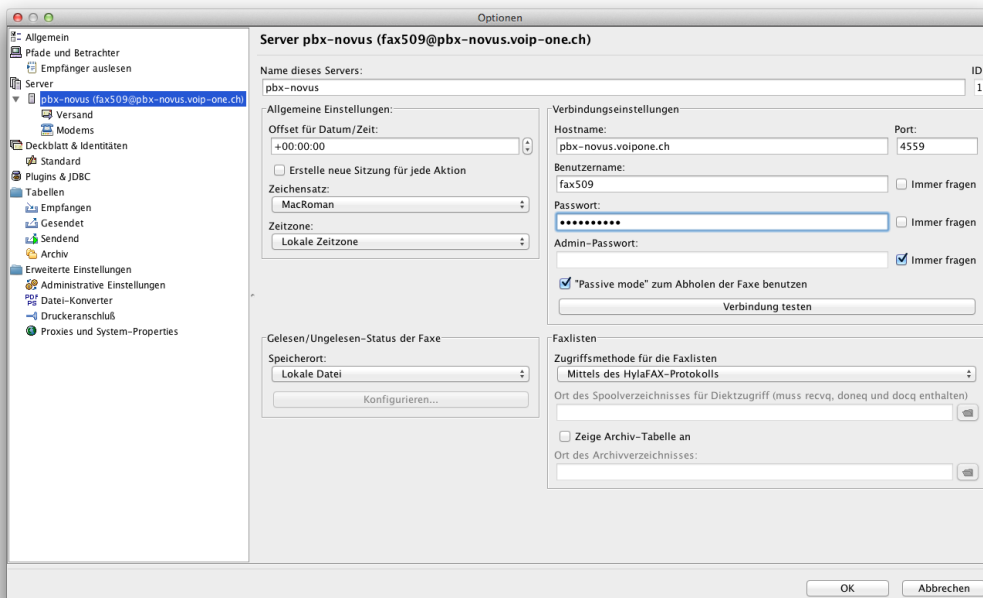 Optionen
Allgemein
Pfade und Betrachter
Empfänger auslesen
Server
pbx-novus (fax509@pbx-novus.voip-one.ch)
Versand
Modems
Deckblatt & Identitäten
Standard
Plugins & JDBC
Tabellen
Empfangen
Gesendet
Sendend
Archiv
Erweiterte Einstellungen
Administrative Einstellungen
PDF PS Datei-Konverter
Druckeranschluß
Proxies und System-Properties
Server pbx-novus (fax509@pbx-novus.voip-one.ch)
Name dieses Servers: ID
pbx-novus 1
Allgemeine Einstellungen:
Offset für Datum/Zeit:
+00:00:00
Erstelle neue Sitzung für jede Aktion
Zeichensatz:
MacRoman
Zeitzone:
Lokale Zeitzone
Verbindungseinstellungen
Hostname: Port:
pbx-novus.voipone.ch 4559
Benutzername:
fax509 Immer fragen
Passwort:
•••••••••• Immer fragen
Admin-Passwort:
Immer fragen
"Passive mode" zum Abholen der Faxe benutzen
Verbindung testen
Gelesen/Ungelesen-Status der Faxe
Speicherort:
Lokale Datei
Konfigurieren...
Faxlisten
Zugriffsmethode für die Faxlisten
Mittels des HylaFAX-Protokolls
Ort des Spoolverzeichnisses für Diektzugriff (muss recvq, doneq und docq enthalten)
Zeige Archiv-Tabelle an
Ort des Archivverzeichnisses:
OK Abbrechen